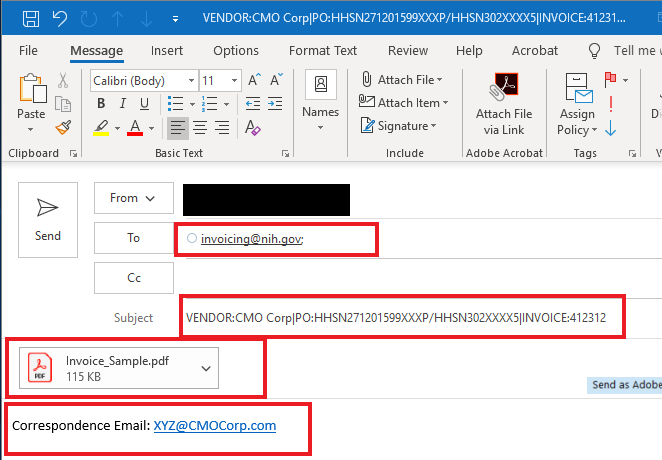 VENDOR:CMO Corp|PO:HHSN271201599XXXP/HHSN302XXXX5|INVOICE:41231...
File Message Insert Options Format Text Review Help Acrobat Tell me
Paste
Clipboard
Calibri (Body) 11 A A
B I U
A A
Basic Text
Names
Attach File
Attach Item
Signature
Include
Attach File
via Link
Adobe Acrobat
Assign
Policy
Tags
Send
From
To invoicing@nih.gov;
Cc
Subject VENDOR:CMO Corp|PO:HHSN271201599XXXP/HHSN302XXXX5|INVOICE:412312
PDF
Invoice_Sample.pdf
115 KB
Send as Adobe
Correspondence Email: XYZ@CMOCorp.com